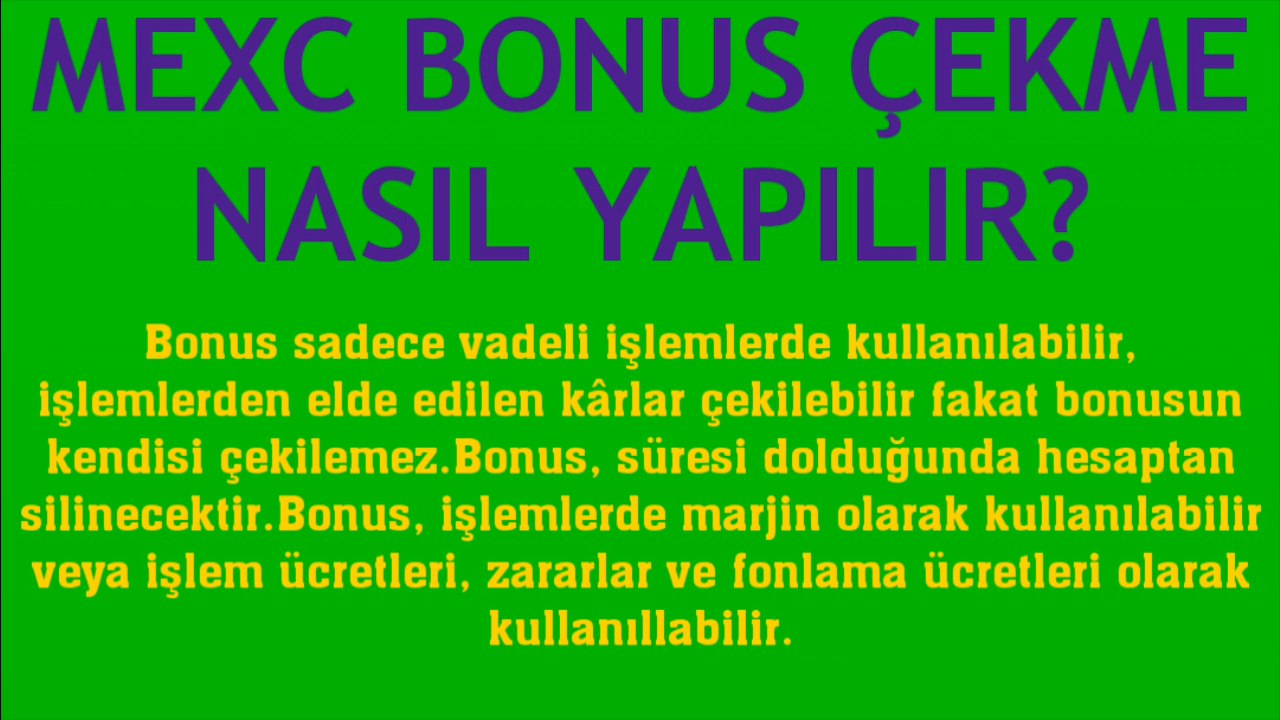 MEXC BONUS ÇEKME
NASIL YAPILIR?
Bonus sadece vadeli işlemlerde kullanılabilir,
işlemlerden elde edilen kârlar çekilebilir fakat bonusun
kendisi çekilemez.Bonus, süresi dolduğunda hesaptan
silinecektir.Bonus, işlemlerde marjin olarak kullanılabilir
veya işlem ücretleri, zararlar ve fonlama ücretleri olarak
kullanıllabilir.